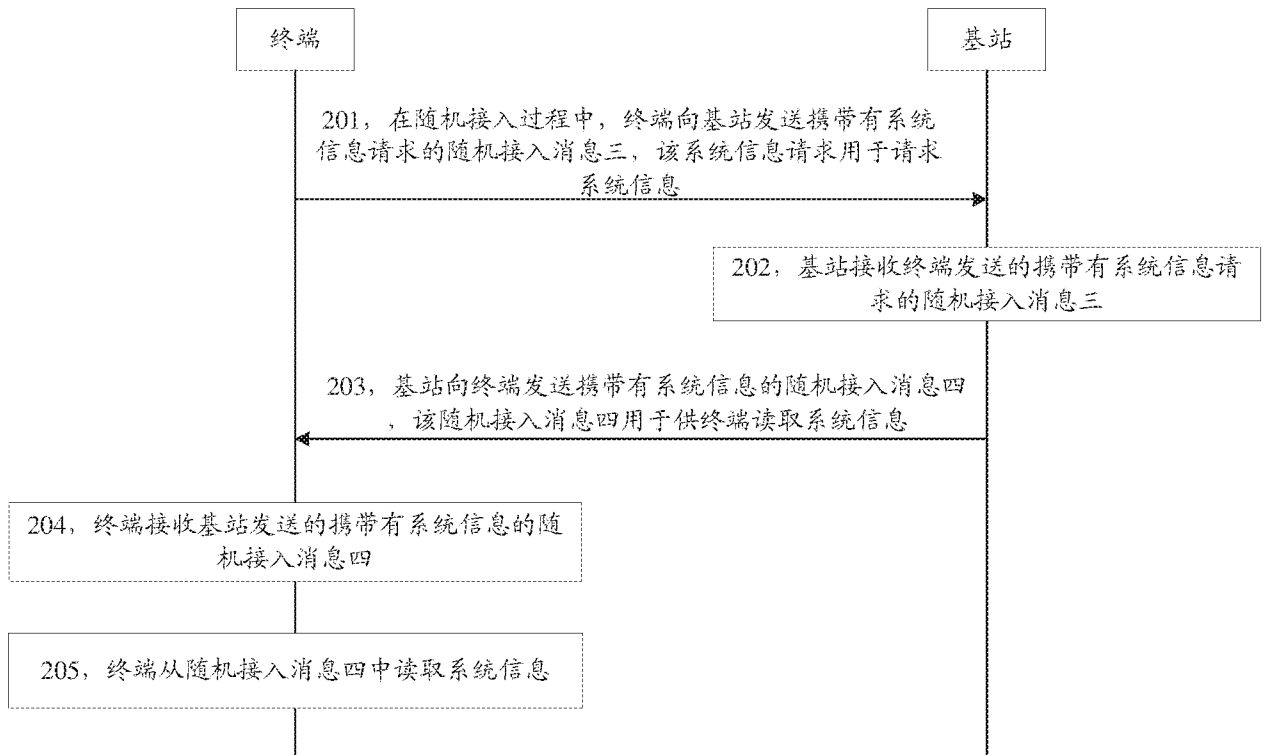 终端
基站
201，在随机接入过程中，终端向基站发送携带有系统
信息请求的随机接入消息三，该系统信息请求用于请求
系统信息
202，基站接收终端发送的携带有系统信息请
求的随机接入消息三
203，基站向终端发送携带有系统信息的随机接入消息四
，该随机接入消息四用于供终端读取系统信息
204，终端接收基站发送的携带有系统信息的随
机接入消息四
205，终端从随机接入消息四中读取系统信息